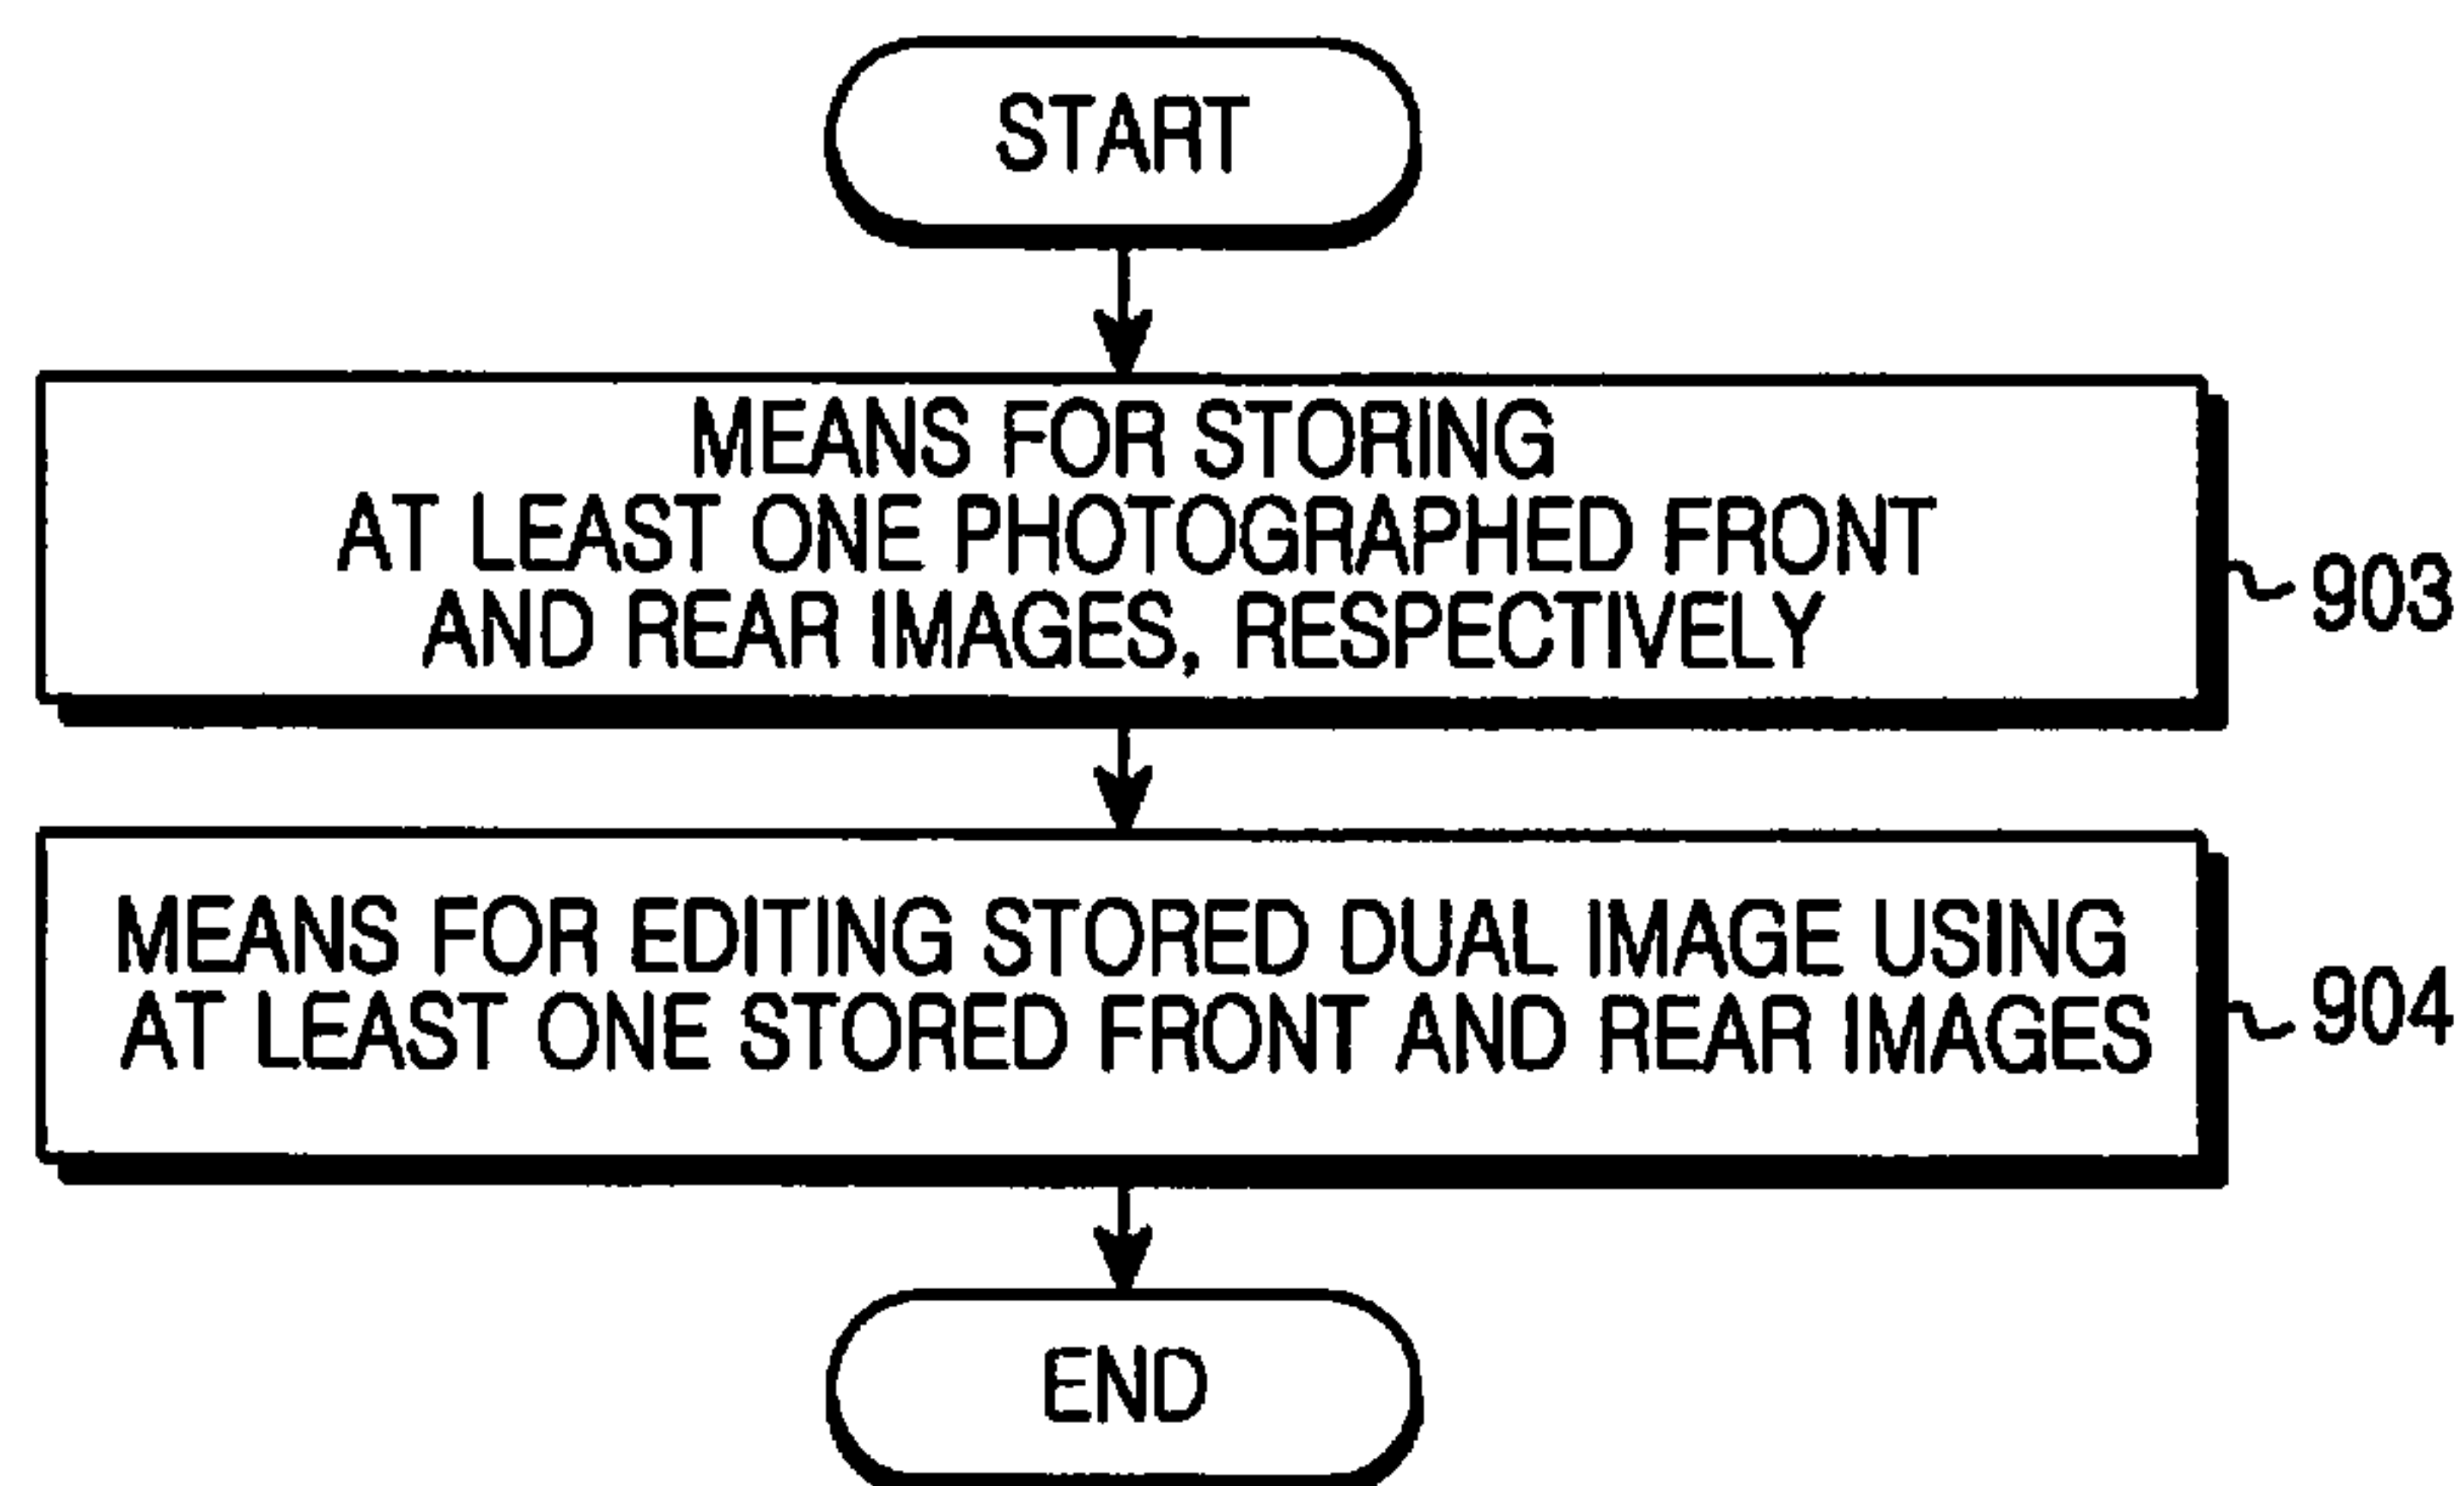 START
MEANS FOR STORING
AT LEAST ONE PHOTOGRAPHED FRONT
AND REAR IMAGES, RESPECTIVELY
903
MEANS FOR EDITING STORED DUAL IMAGE USING
AT LEAST ONE STORED FRONT AND REAR IMAGES
904
END